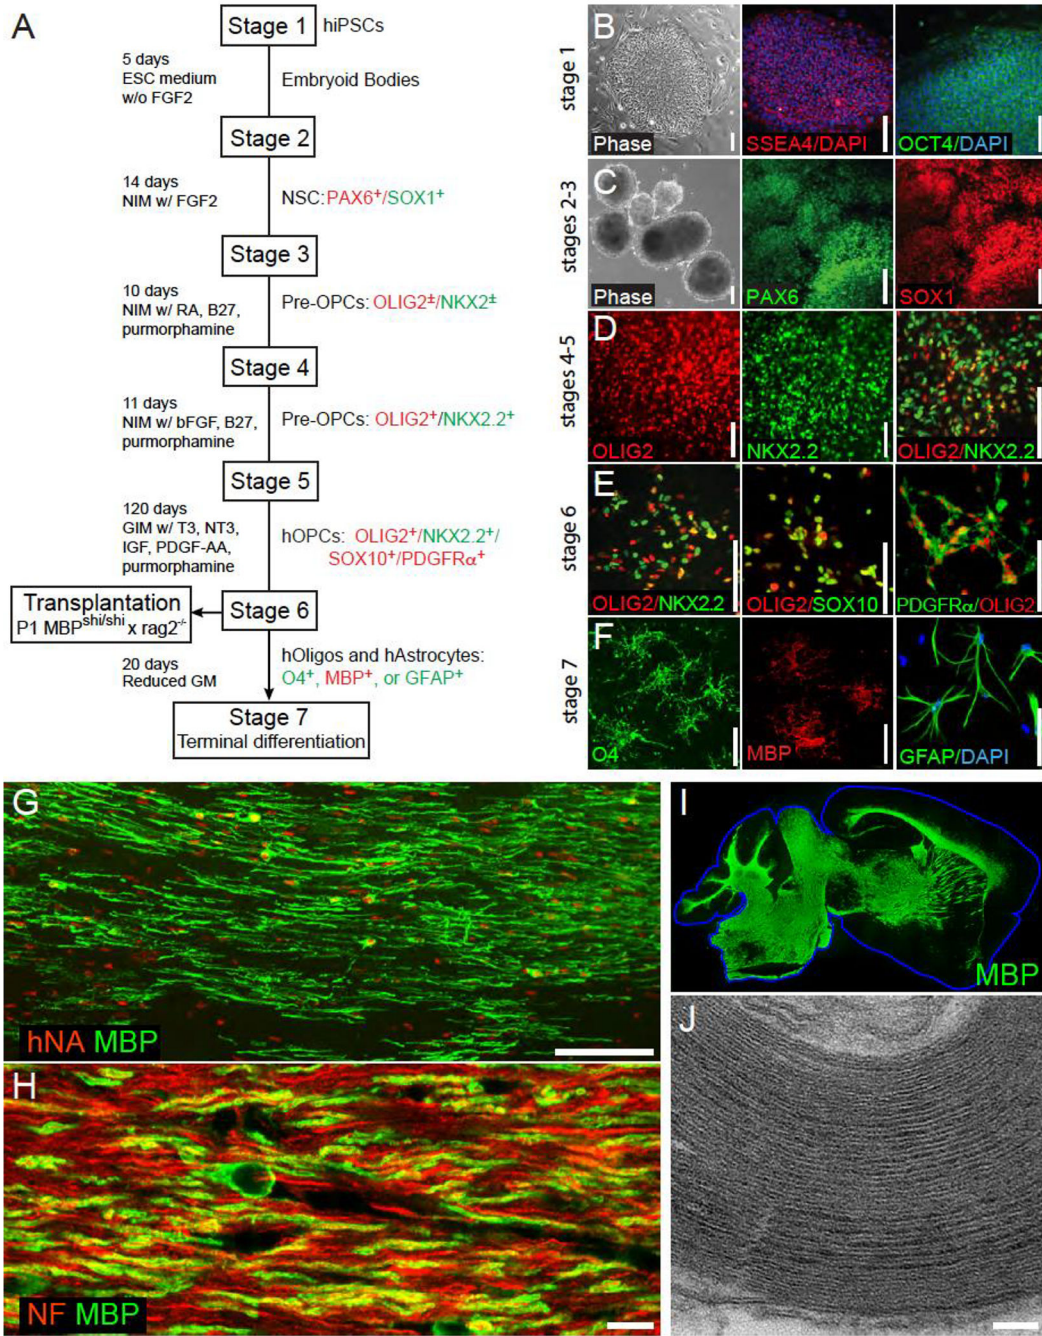 A
Stage 1
hiPSCs
5 days
ESC medium
w/o FGF2
Embryoid Bodies
Stage 2
14 days
NIM w/ FGF2
NSC:PAX6⁺/SOX1⁺
Stage 3
10 days
NIM w/ RA, B27,
purmorphamine
Pre-OPCs: OLIG2±/NKX2±
Stage 4
11 days
NIM w/ bFGF, B27,
purmorphamine
Pre-OPCs: OLIG2⁺/NKX2.2⁺
Stage 5
120 days
GIM w/ T3, NT3,
IGF, PDGF-AA,
purmorphamine
hOPCs: OLIG2⁺/NKX2.2⁺/
SOX10⁺/PDGFRα⁺
Transplantation
P1 MBPshi/shi x rag2-/-
Stage 6
20 days
Reduced GM
hOligos and hAstrocytes:
O4⁺, MBP⁺, or GFAP⁺
Stage 7
Terminal differentiation
stage 1
B
Phase
SSEA4/DAPI
OCT4/DAPI
stages 2-3
C
Phase
PAX6
SOX1
stages 4-5
D
OLIG2
NKX2.2
OLIG2/NKX2.2
stage 6
E
OLIG2/NKX2.2
OLIG2/SOX10
PDGFRα/OLIG2
stage 7
F
O4
MBP
GFAP/DAPI
G
hNA MBP
H
NF MBP
I
MBP
J